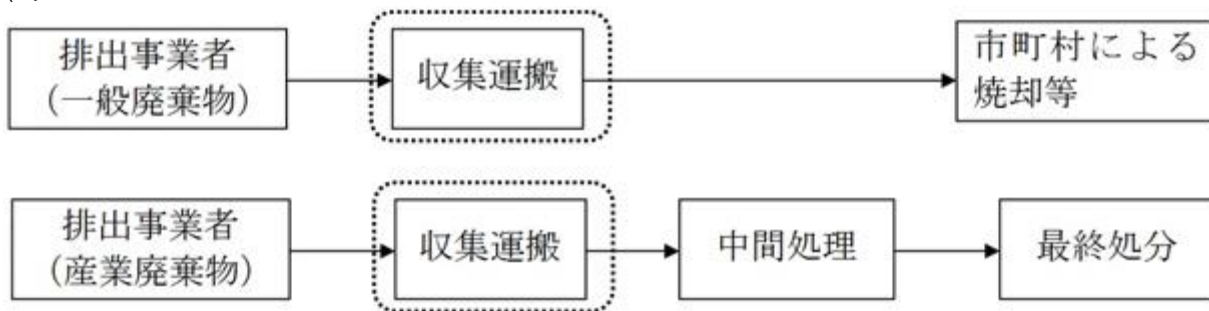 排出事業者
(一般廃棄物)
収集運搬
市町村による
焼却等
排出事業者
(産業廃棄物)
収集運搬
中間処理
最終処分